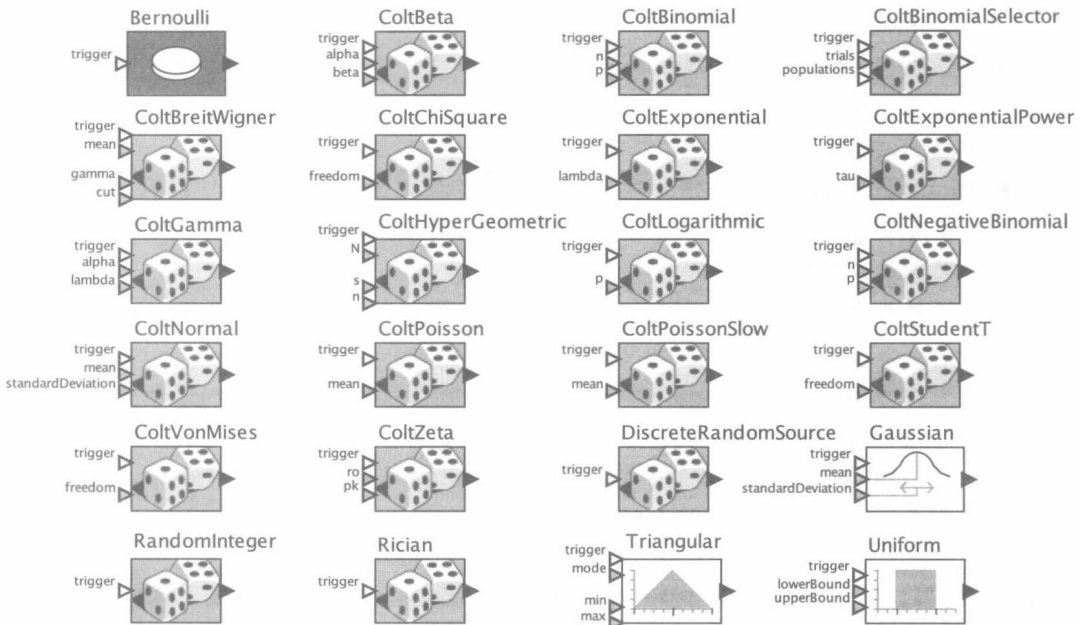 Bernoulli
trigger
ColtBeta
trigger
alpha
beta
ColtBinomial
trigger
n
p
ColtBinomialSelector
trigger
trials
populations
ColtBreitWigner
trigger
mean
gamma
cut
ColtChiSquare
trigger
freedom
ColtExponential
trigger
lambda
ColtExponentialPower
trigger
tau
ColtGamma
trigger
alpha
lambda
ColtHyperGeometric
trigger
N
s
n
ColtLogarithmic
trigger
p
ColtNegativeBinomial
trigger
n
p
ColtNormal
trigger
mean
standardDeviation
ColtPoisson
trigger
mean
ColtPoissonSlow
trigger
mean
ColtStudentT
trigger
freedom
ColtVonMises
trigger
freedom
ColtZeta
trigger
ro
pk
DiscreteRandomSource
trigger
Gaussian
trigger
mean
standardDeviation
RandomInteger
trigger
Rician
trigger
Triangular
trigger
mode
min
max
Uniform
trigger
lowerBound
upperBound